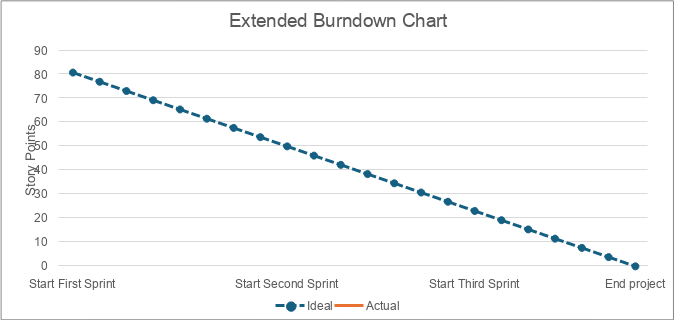 Extended Burndown Chart
Story Points
90
80
70
60
50
40
30
20
10
0
Start First Sprint
Start Second Sprint
Start Third Sprint
End project
Ideal
Actual